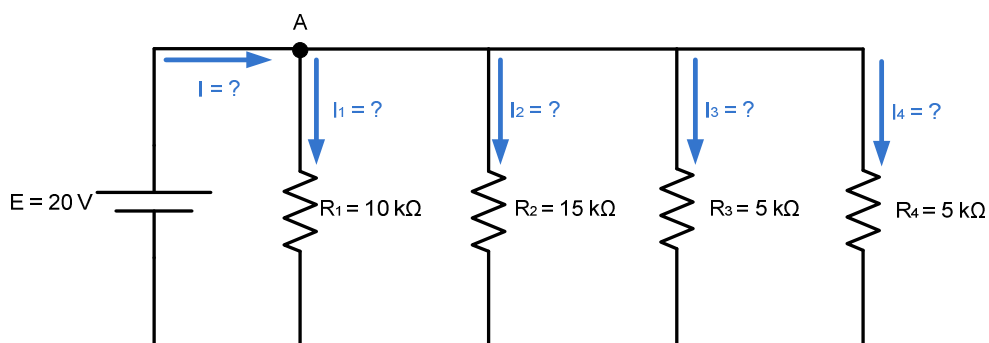 A
I = ?
I₁ = ?
I₂ = ?
I₃ = ?
I₄ = ?
E = 20 V
R₁ = 10 kΩ
R₂ = 15 kΩ
R₃ = 5 kΩ
R₄ = 5 kΩ